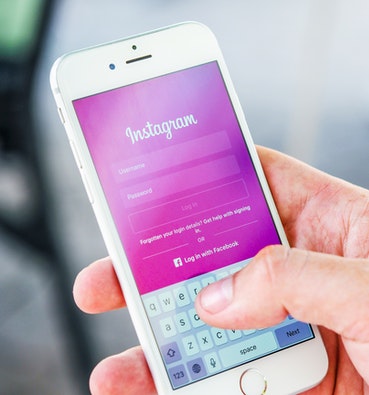 Instagram
Username
Password
Log In
Forgotten your login details? Get help with signing
in.
OR
Log in with Facebook
q w e r
a s
space
Next
123